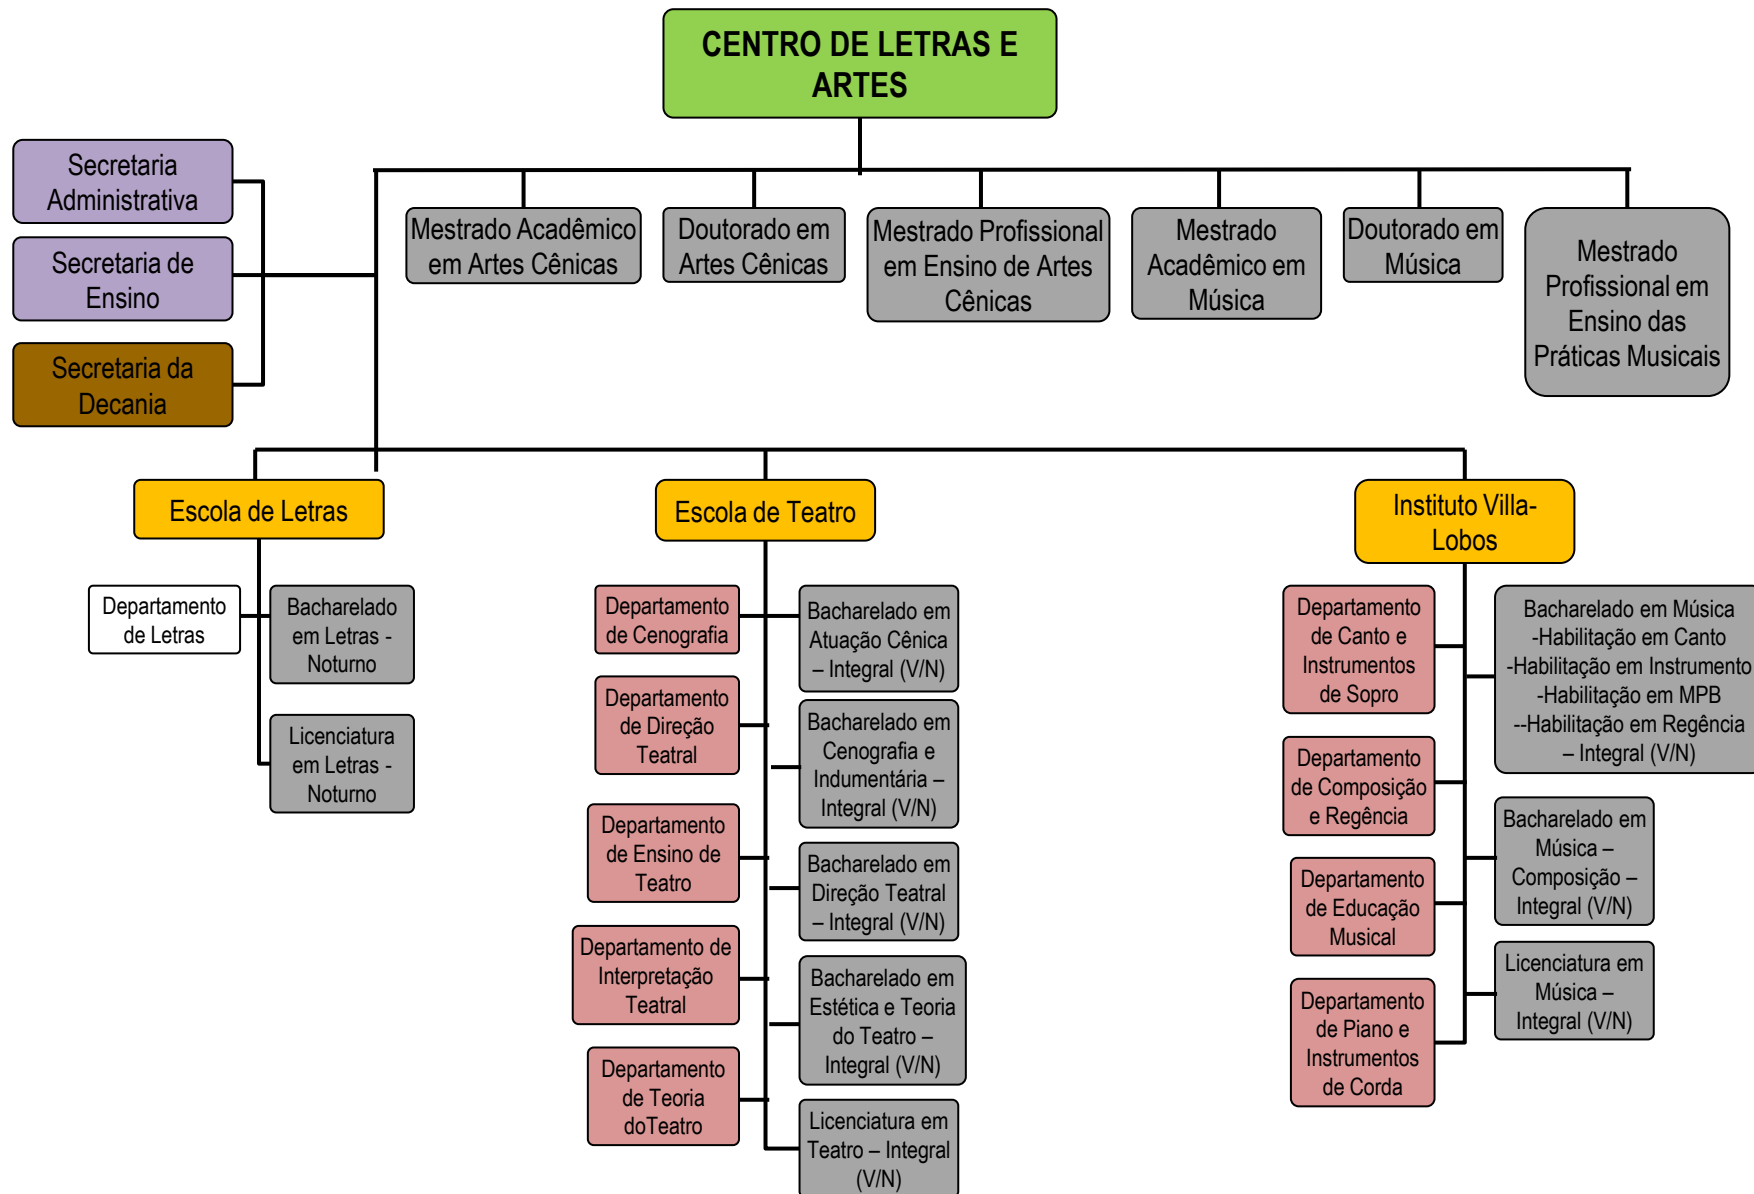 CENTRO DE LETRAS E
ARTES
Secretaria
Administrativa
Secretaria de
Ensino
Secretaria da
Decania
Mestrado Acadêmico
em Artes Cênicas
Doutorado em
Artes Cênicas
Mestrado Profissional
em Ensino de Artes
Cênicas
Mestrado
Acadêmico em
Música
Doutorado em
Música
Mestrado
Profissional em
Ensino das
Práticas Musicais
Escola de Letras
Departamento
de Letras
Bacharelado
em Letras -
Noturno
Licenciatura
em Letras -
Noturno
Escola de Teatro
Departamento
de Cenografia
Departamento
de Direção
Teatral
Departamento
de Ensino de
Teatro
Departamento de
Interpretação
Teatral
Departamento
de Teoria
doTeatro
Bacharelado em
Atuação Cênica
– Integral (V/N)
Bacharelado em
Cenografia e
Indumentária –
Integral (V/N)
Bacharelado em
Direção Teatral
– Integral (V/N)
Bacharelado em
Estética e Teoria
do Teatro –
Integral (V/N)
Licenciatura em
Teatro – Integral
(V/N)
Instituto Villa-
Lobos
Departamento
de Canto e
Instrumentos
de Sopro
Departamento
de Composição
e Regência
Departamento
de Educação
Musical
Departamento
de Piano e
Instrumentos
de Corda
Bacharelado em Música
-Habilitação em Canto
-Habilitação em Instrumento
-Habilitação em MPB
--Habilitação em Regência
– Integral (V/N)
Bacharelado em
Música –
Composição –
Integral (V/N)
Licenciatura em
Música –
Integral (V/N)